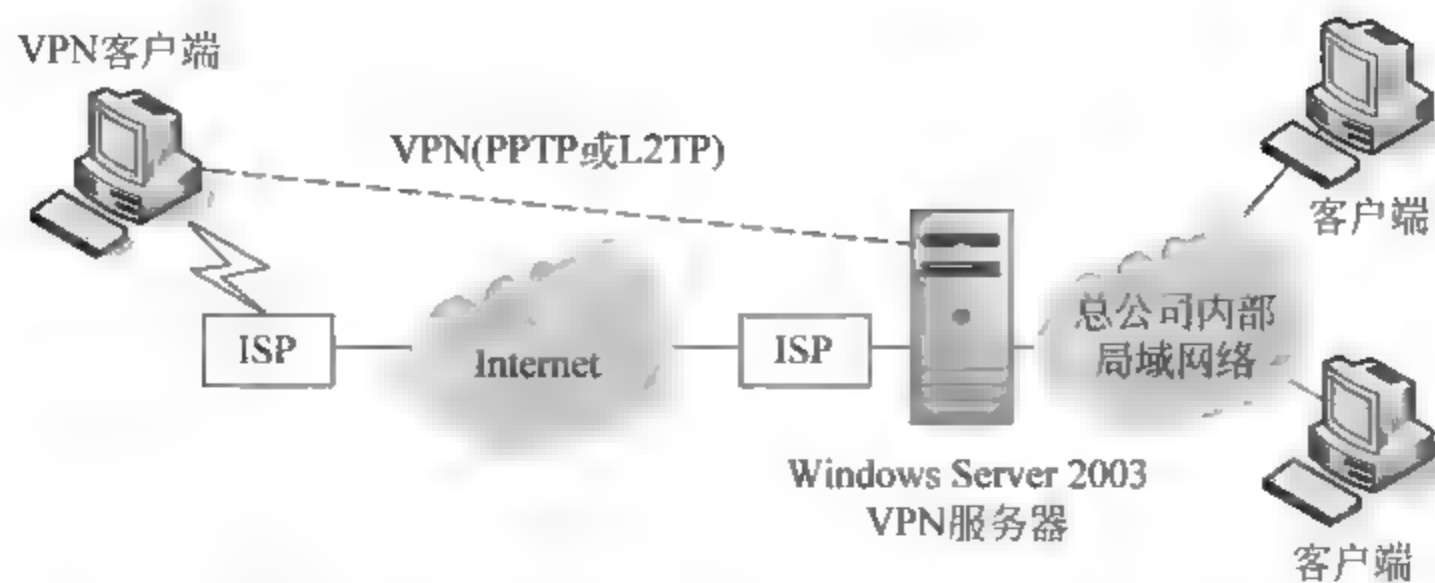 VPN客户端
VPN(PPTP或L2TP)
客户端
ISP
Internet
ISP
总公司内部
局域网络
Windows Server 2003
VPN服务器
客户端